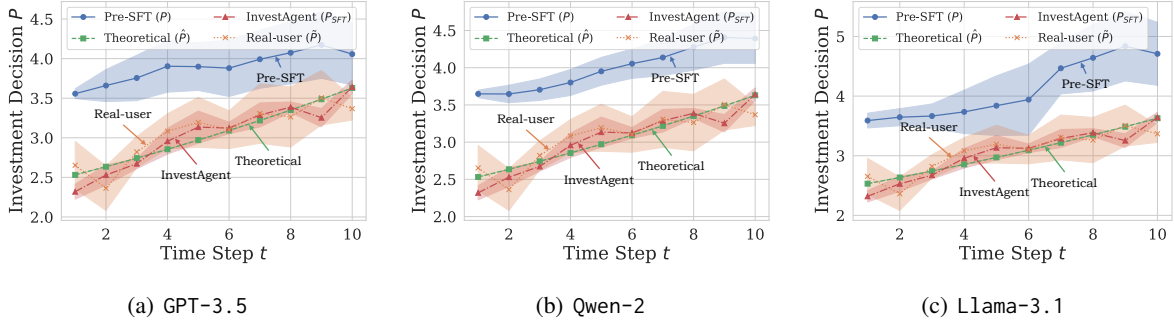 Pre-SFT (P)
Theoretical (P̂)
InvestAgent (P_SFT)
Real-user (P̃)
Investment Decision P
4.5
4.0
3.5
3.0
2.5
2.0
Pre-SFT
Real-user
Theoretical
InvestAgent
2 4 6 8 10
Time Step t
(a) GPT-3.5
Pre-SFT (P)
Theoretical (P̂)
InvestAgent (P_SFT)
Real-user (P̃)
Investment Decision P
4.5
4.0
3.5
3.0
2.5
2.0
Pre-SFT
Real-user
Theoretical
InvestAgent
2 4 6 8 10
Time Step t
(b) Qwen-2
Pre-SFT (P)
Theoretical (P̂)
InvestAgent (P_SFT)
Real-user (P̃)
Investment Decision P
5
4
3
2
Pre-SFT
Real-user
Theoretical
InvestAgent
2 4 6 8 10
Time Step t
(c) Llama-3.1